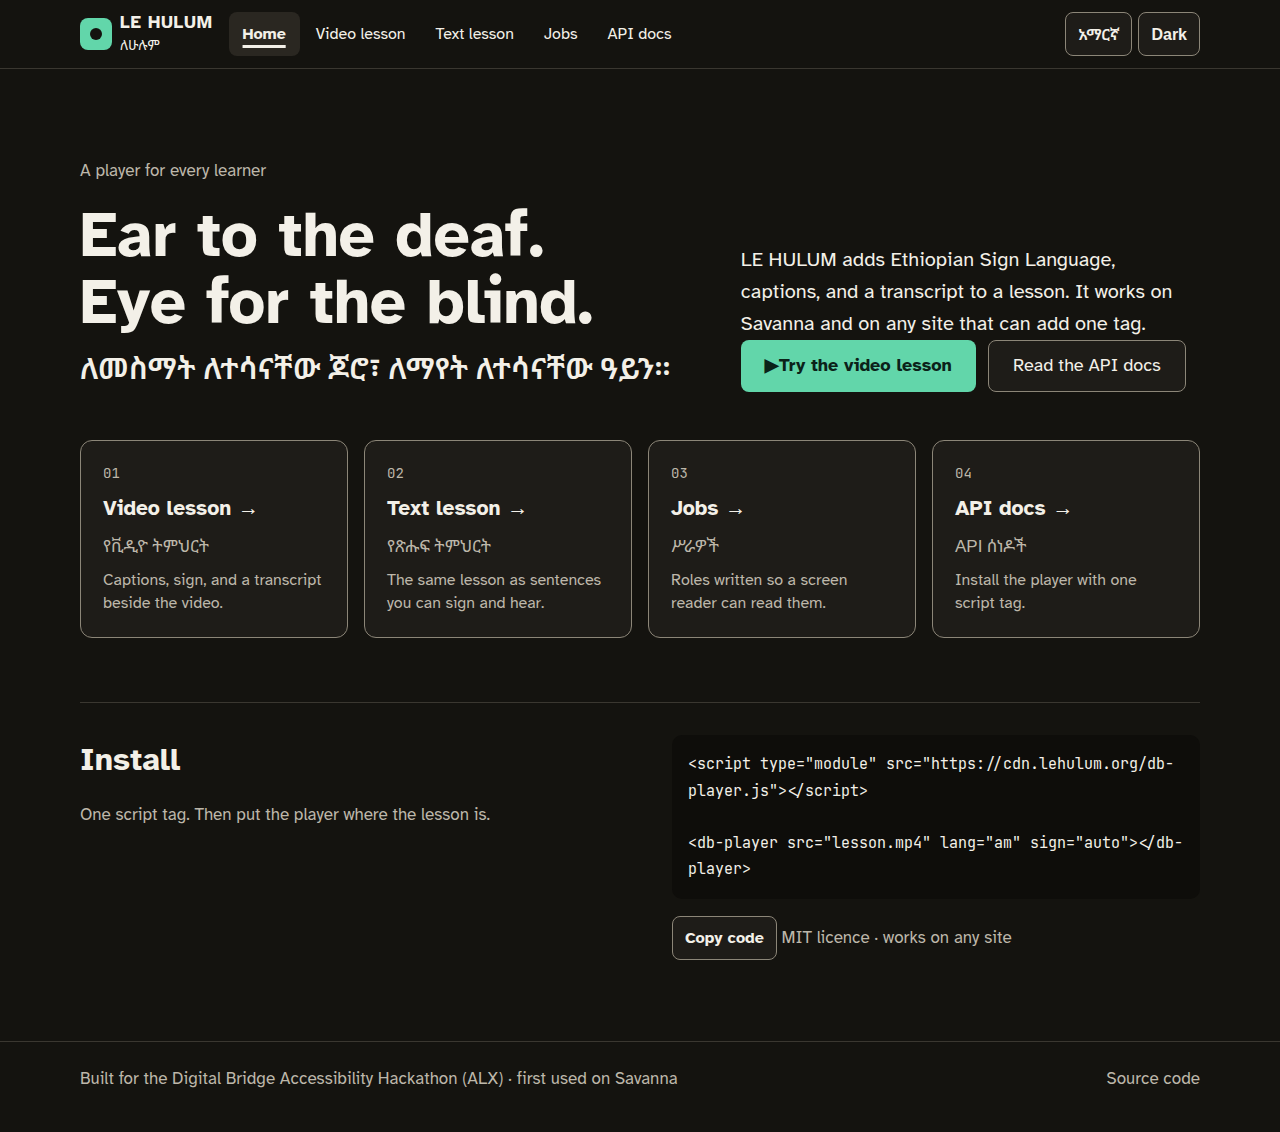 LE HULUM
ለሁሉም
Home
Video lesson
Text lesson
Jobs
API docs
አማርኛ
Dark
A player for every learner
Ear to the deaf.
Eye for the blind.
ለመስማት ለተሳናቸው ጆሮ፣ ለማየት ለተሳናቸው ዓይን።
LE HULUM adds Ethiopian Sign Language,
captions, and a transcript to a lesson. It works on
Savanna and on any site that can add one tag.
▶Try the video lesson
Read the API docs
01
Video lesson →
የቪዲዮ ትምህርት
Captions, sign, and a transcript
beside the video.
02
Text lesson →
የጽሑፍ ትምህርት
The same lesson as sentences
you can sign and hear.
03
Jobs →
ሥራዎች
Roles written so a screen
reader can read them.
04
API docs →
API ሰነዶች
Install the player with one
script tag.
Install
One script tag. Then put the player where the lesson is.
<script type="module" src="https://cdn.lehulum.org/db-
player.js"></script>
<db-player src="lesson.mp4" lang="am" sign="auto"></db-
player>
Copy code
MIT licence · works on any site
Built for the Digital Bridge Accessibility Hackathon (ALX) · first used on Savanna
Source code